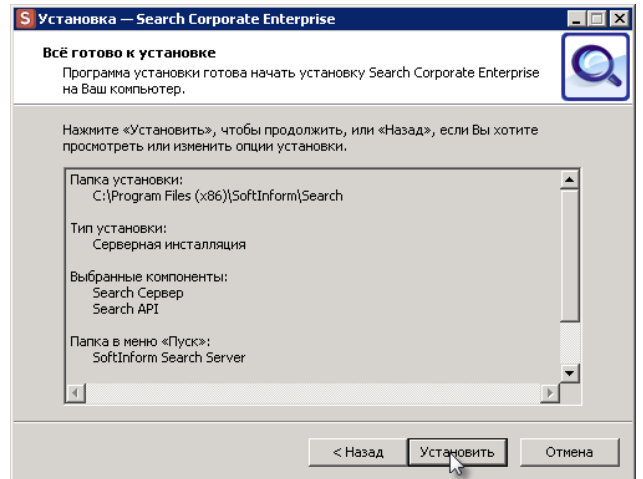 S Установка — Search Corporate Enterprise
Всё готово к установке
Программа установки готова начать установку Search Corporate Enterprise
на Ваш компьютер.
Нажмите «Установить», чтобы продолжить, или «Назад», если Вы хотите
просмотреть или изменить опции установки.
Папка установки:
C:\Program Files (x86)\SoftInform\Search
Тип установки:
Серверная инсталляция
Выбранные компоненты:
Search Сервер
Search API
Папка в меню «Пуск»:
SoftInform Search Server
< Назад Установить Отмена